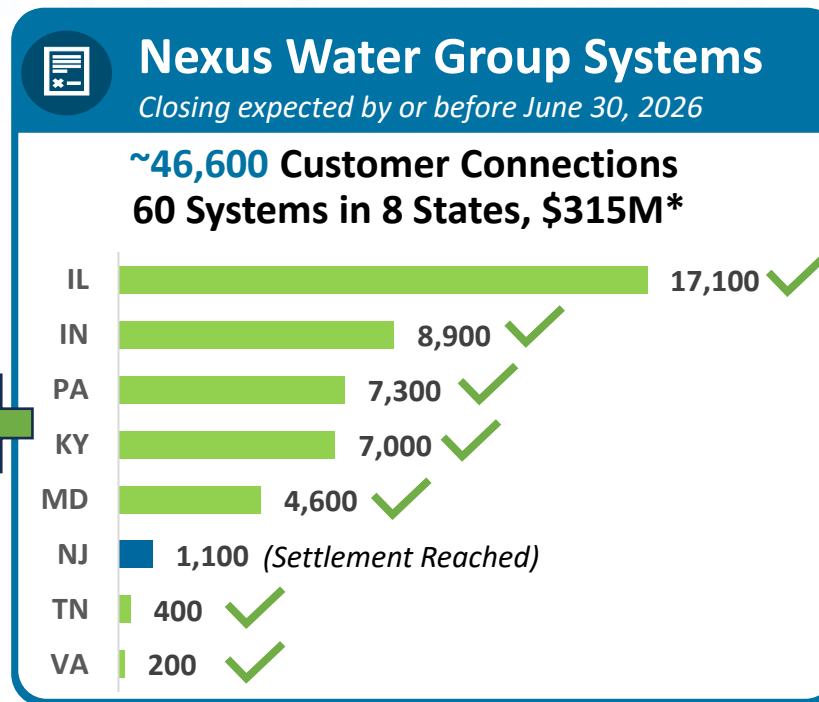 Nexus Water Group Systems
Closing expected by or before June 30, 2026
~46,600 Customer Connections
60 Systems in 8 States, $315M*
IL 17,100
IN 8,900
PA 7,300
KY 7,000
MD 4,600
NJ 1,100 (Settlement Reached)
TN 400
VA 200